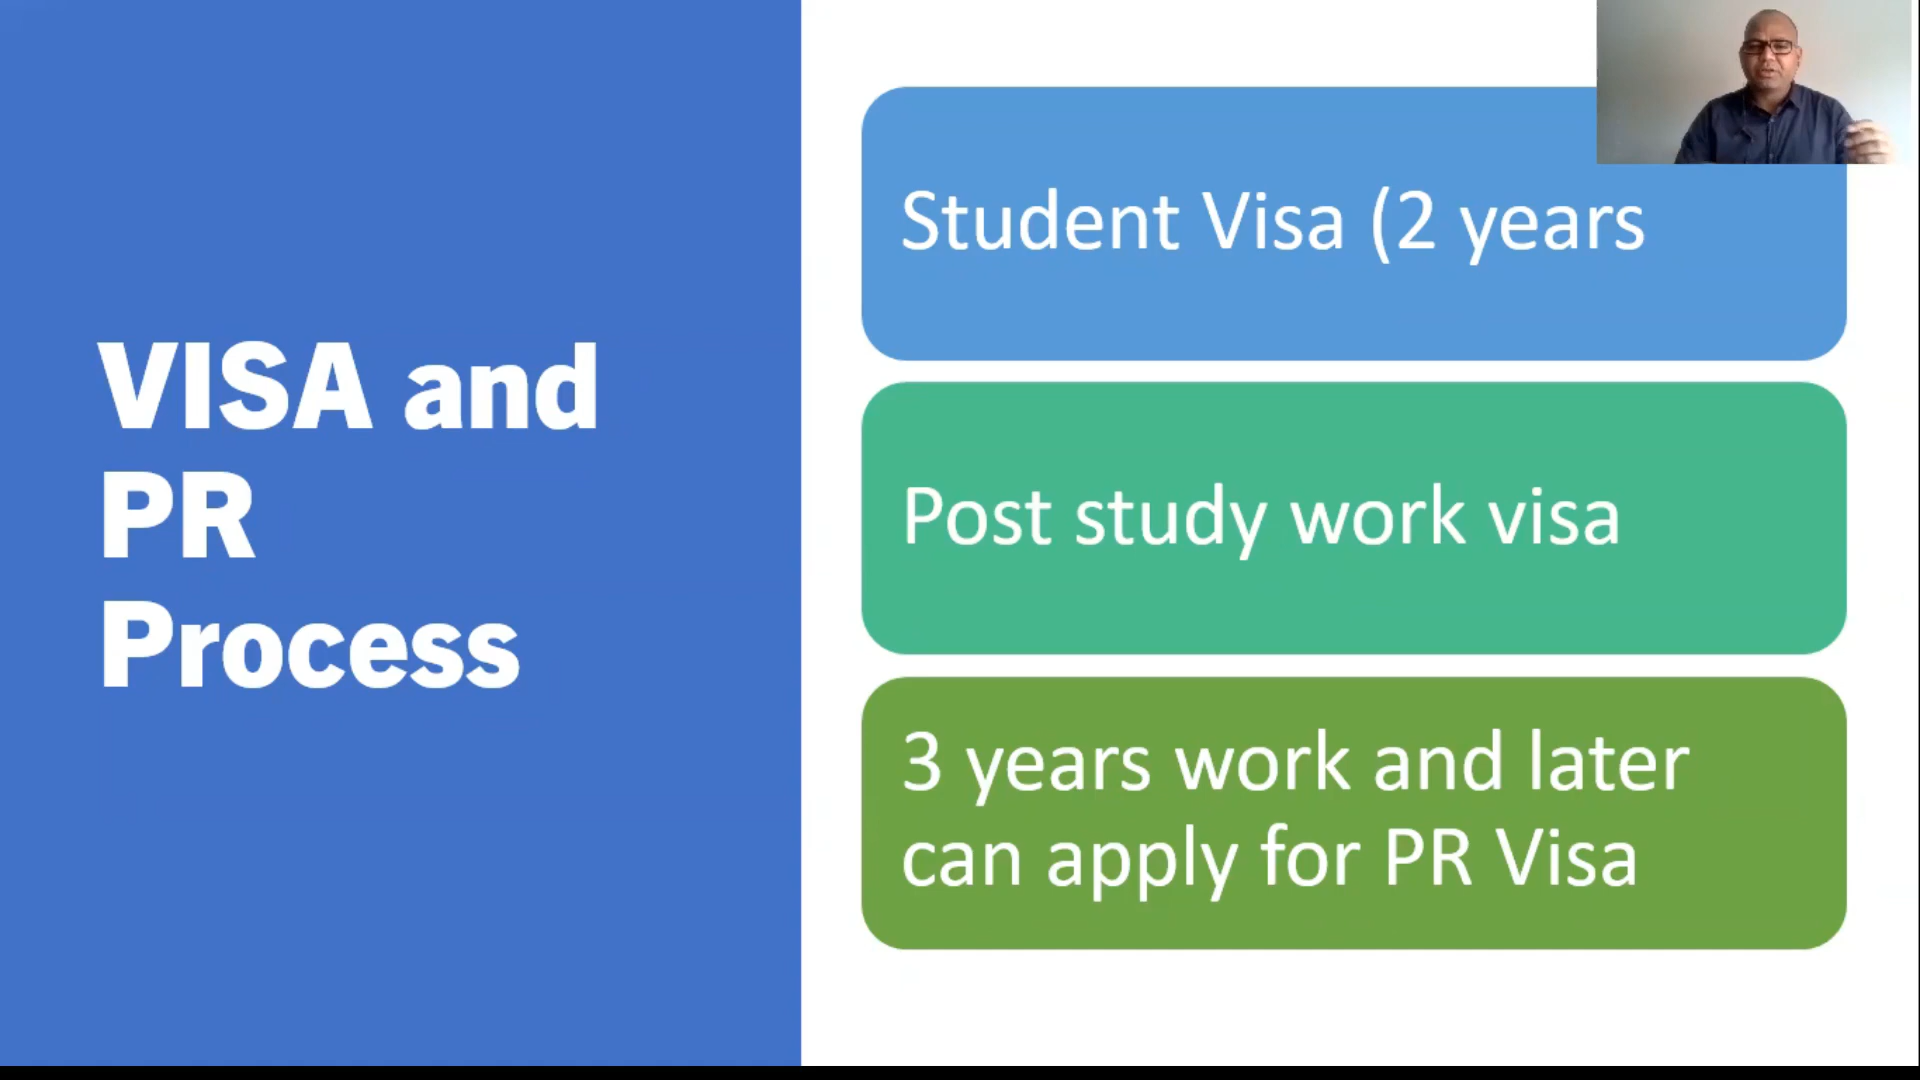 VISA and
PR
Process
Student Visa (2 years
Post study work visa
3 years work and later
can apply for PR Visa